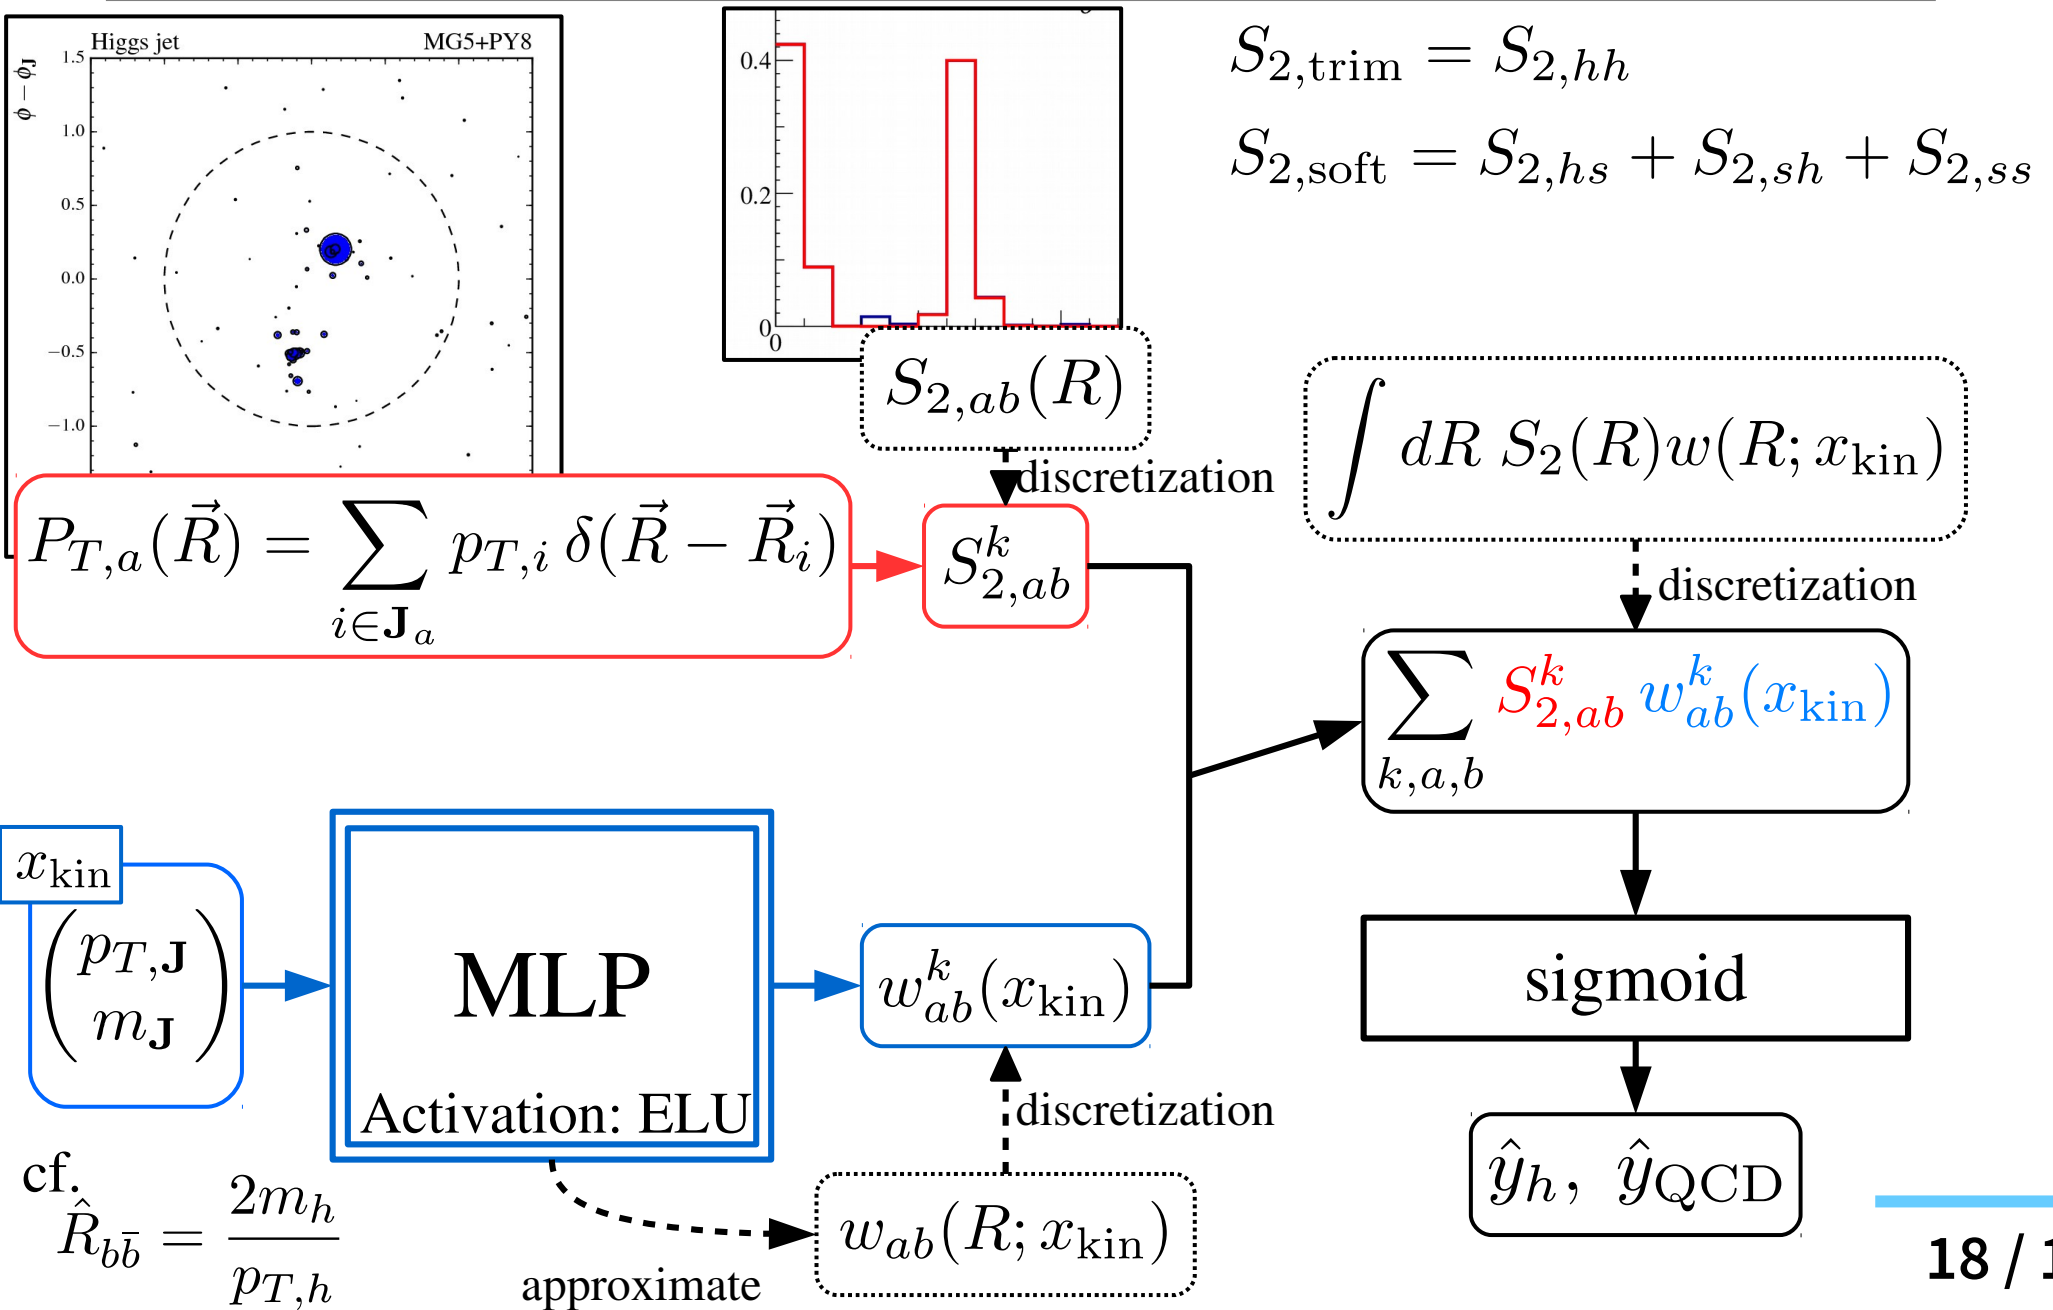 Higgs jet MG5+PY8
ϕ − ϕ_J
1.5
1.0
0.5
0.0
−0.5
−1.0
0.4
0.2
0
0
S_{2,trim} = S_{2,hh}
S_{2,soft} = S_{2,hs} + S_{2,sh} + S_{2,ss}
S_{2,ab}(R)
discretization
∫ dR S_2(R)w(R; x_kin)
discretization
P_{T,a}(R⃗) = ∑_{i∈J_a} p_{T,i} δ(R⃗ − R⃗_i)
S^k_{2,ab}
∑_{k,a,b} S^k_{2,ab} w^k_{ab}(x_kin)
x_kin
(p_{T,J}
m_J)
MLP
Activation: ELU
w^k_{ab}(x_kin)
sigmoid
discretization
ŷ_h, ŷ_QCD
cf.
R̂_{bb̄} = 2m_h / p_{T,h}
w_{ab}(R; x_kin)
approximate
18 / 1